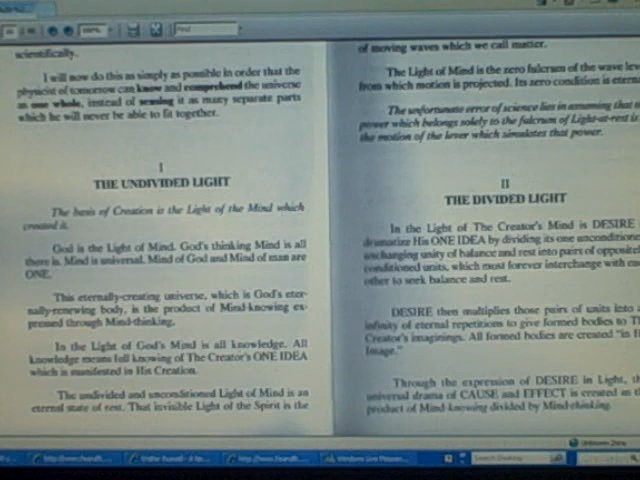 scientifically.
I will now do this as simply as possible in order that the
physicist of tomorrow can know and comprehend the universe
as one whole, instead of sensing it as many separate parts
which he will never be able to fit together.
I
THE UNDIVIDED LIGHT
The basis of Creation is the Light of the Mind which
created it.
God is the Light of Mind. God's thinking Mind is all
there is. Mind is universal. Mind of God and Mind of man are
ONE.
This eternally-creating universe, which is God's eter-
nally-renewing body, is the product of Mind-knowing ex-
pressed through Mind-thinking.
In the Light of God's Mind is all knowledge. All
knowledge means full knowing of The Creator's ONE IDEA
which is manifested in His Creation.
The undivided and unconditioned Light of Mind is an
eternal state of rest. That invisible Light of the Spirit is the
of moving waves which we call matter.
The Light of Mind is the zero fulcrum of the wave lev
from which motion is projected. Its zero condition is etern
The unfortunate error of science lies in assuming that
power which belongs solely to the fulcrum of Light-at-rest is
the motion of the lever which simulates that power.
II
THE DIVIDED LIGHT
In the Light of The Creator's Mind is DESIRE
dramatize His ONE IDEA by dividing its one unconditione
unchanging unity of balance and rest into pairs of opposite
conditioned units, which must forever interchange with eac
other to seek balance and rest.
DESIRE then multiplies those pairs of units into a
infinity of eternal repetitions to give formed bodies to Th
Creator's imaginings. All formed bodies are created "in H
Image."
Through the expression of DESIRE in Light, th
universal drama of CAUSE and EFFECT is created as th
product of Mind-knowing divided by Mind-thinking.
Unknown Zone
Search Desktop